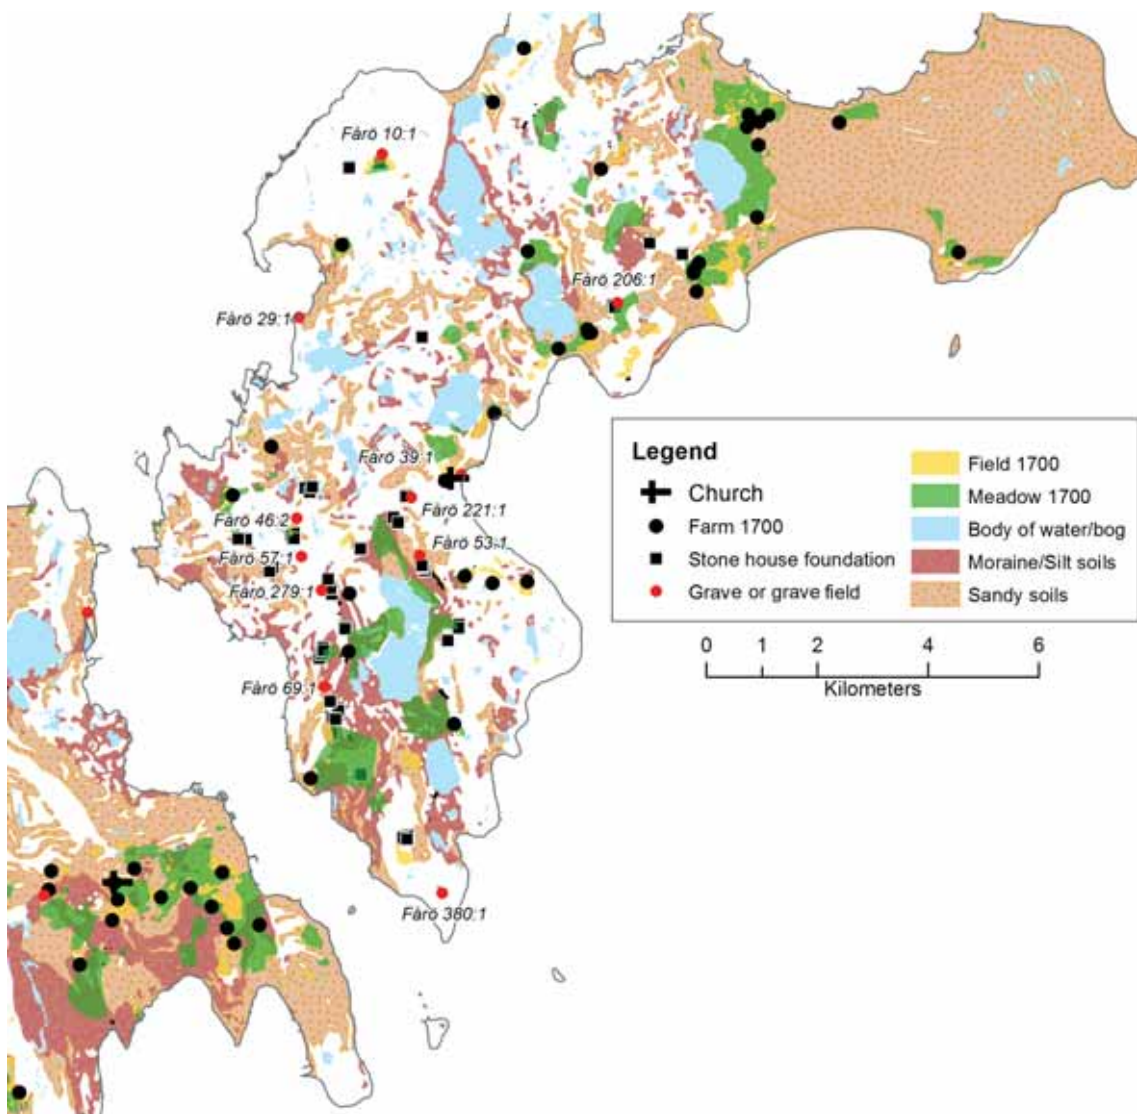 Fårö 10:1
Fårö 206:1
Fårö 29:1
Fårö 39:1
Fårö 221:1
Fårö 46:2
Fårö 53:1
Fårö 57:1
Fårö 279:1
Fårö 69:1
Fårö 380:1
Legend
Church
Farm 1700
Stone house foundation
Grave or grave field
Field 1700
Meadow 1700
Body of water/bog
Moraine/Silt soils
Sandy soils
0 1 2 4 6
Kilometers